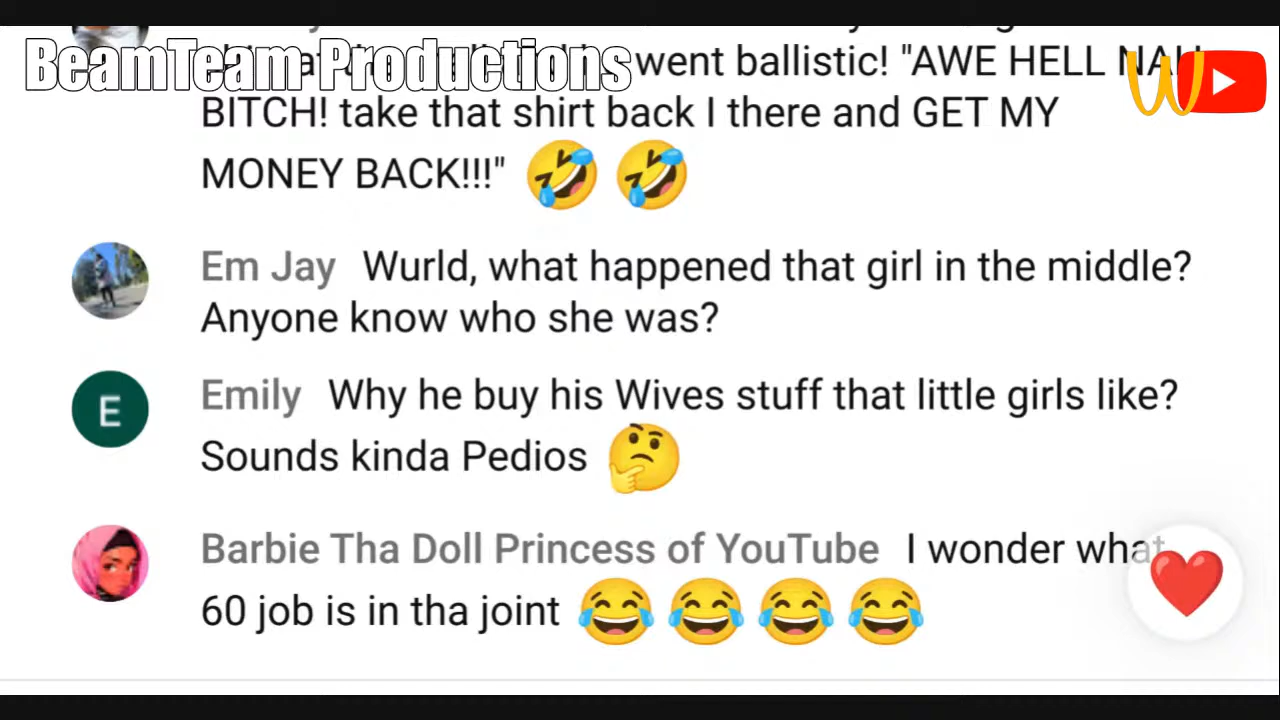 BeamTeam Productions
went ballistic! "AWE HELL NAH
BITCH! take that shirt back I there and GET MY
MONEY BACK!!!" 🤣 🤣
Em Jay Wurld, what happened that girl in the middle?
Anyone know who she was?
E
Emily Why he buy his Wives stuff that little girls like?
Sounds kinda Pedios 🤔
Barbie Tha Doll Princess of YouTube I wonder what
60 job is in tha joint 😂 😂 😂 😂